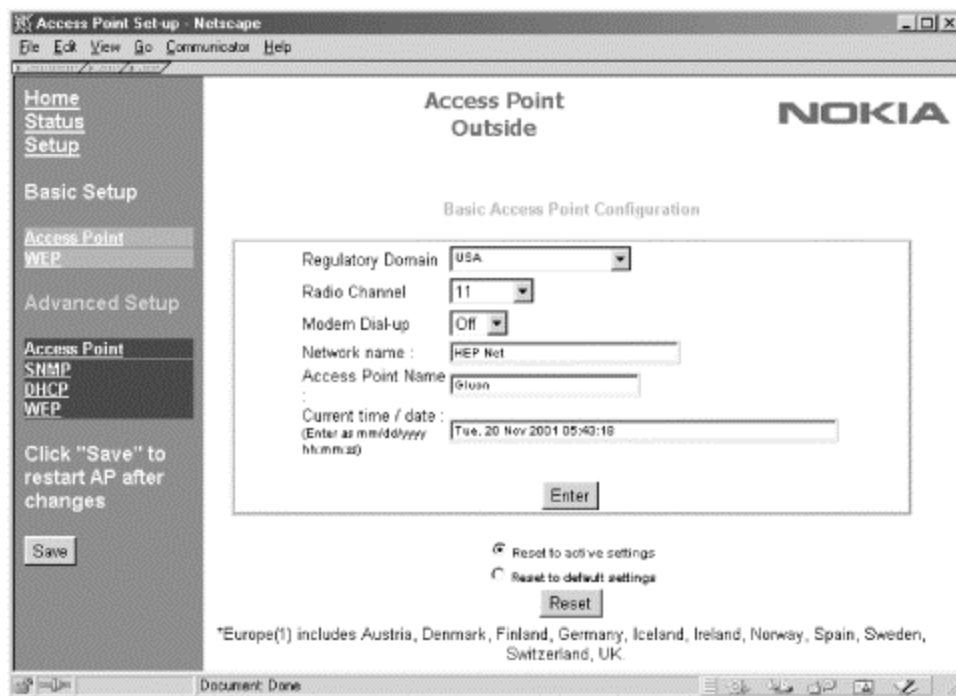 Access Point Set-up - Netscape
File Edit View Go Communicator Help
Home
Status
Setup
Basic Setup
Access Point
WEP
Advanced Setup
Access Point
SNMP
DHCP
WEP
Click "Save" to
restart AP after
changes
Save
Access Point
Outside
NOKIA
Basic Access Point Configuration
Regulatory Domain USA
Radio Channel 11
Modem Dial-up Off
Network name : HEP Net
Access Point Name Gluon
:
Current time / date :
(Enter as mm/dd/yyyy Tue, 20 Nov 2001 05:43:18
hh:mm:ss)
Enter
Reset to active settings
Reset to default settings
Reset
*Europe(1) includes Austria, Denmark, Finland, Germany, Iceland, Ireland, Norway, Spain, Sweden,
Switzerland, UK.
Document: Done